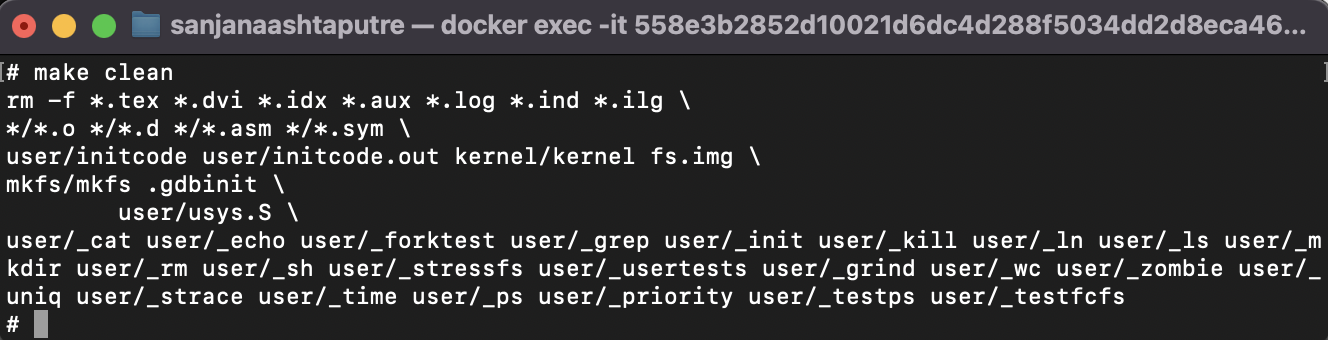 sanjanaashtaputre — docker exec -it 558e3b2852d10021d6dc4d288f5034dd2d8eca46...
# make clean
rm -f *.tex *.dvi *.idx *.aux *.log *.ind *.ilg \
*/*.o */*.d */*.asm */*.sym \
user/initcode user/initcode.out kernel/kernel fs.img \
mkfs/mkfs .gdbinit \
        user/usys.S \
user/_cat user/_echo user/_forktest user/_grep user/_init user/_kill user/_ln user/_ls user/_m
kdir user/_rm user/_sh user/_stressfs user/_usertests user/_grind user/_wc user/_zombie user/_
uniq user/_strace user/_time user/_ps user/_priority user/_testps user/_testfcfs
#